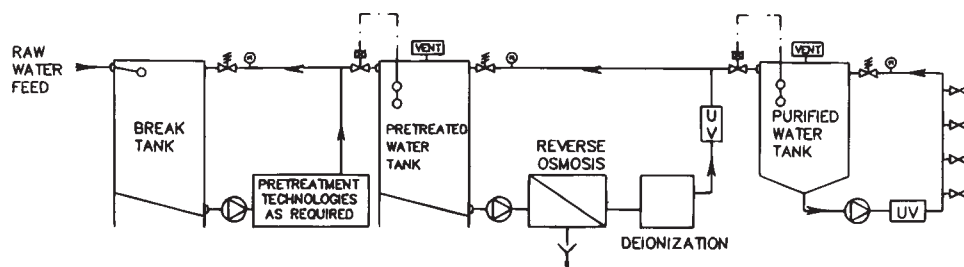 RAW
WATER
FEED
BREAK
TANK
PRETREATMENT
TECHNOLOGIES
AS REQUIRED
VENT
PRETREATED
WATER
TANK
REVERSE
OSMOSIS
DEIONIZATION
UV
VENT
PURIFIED
WATER
TANK
UV